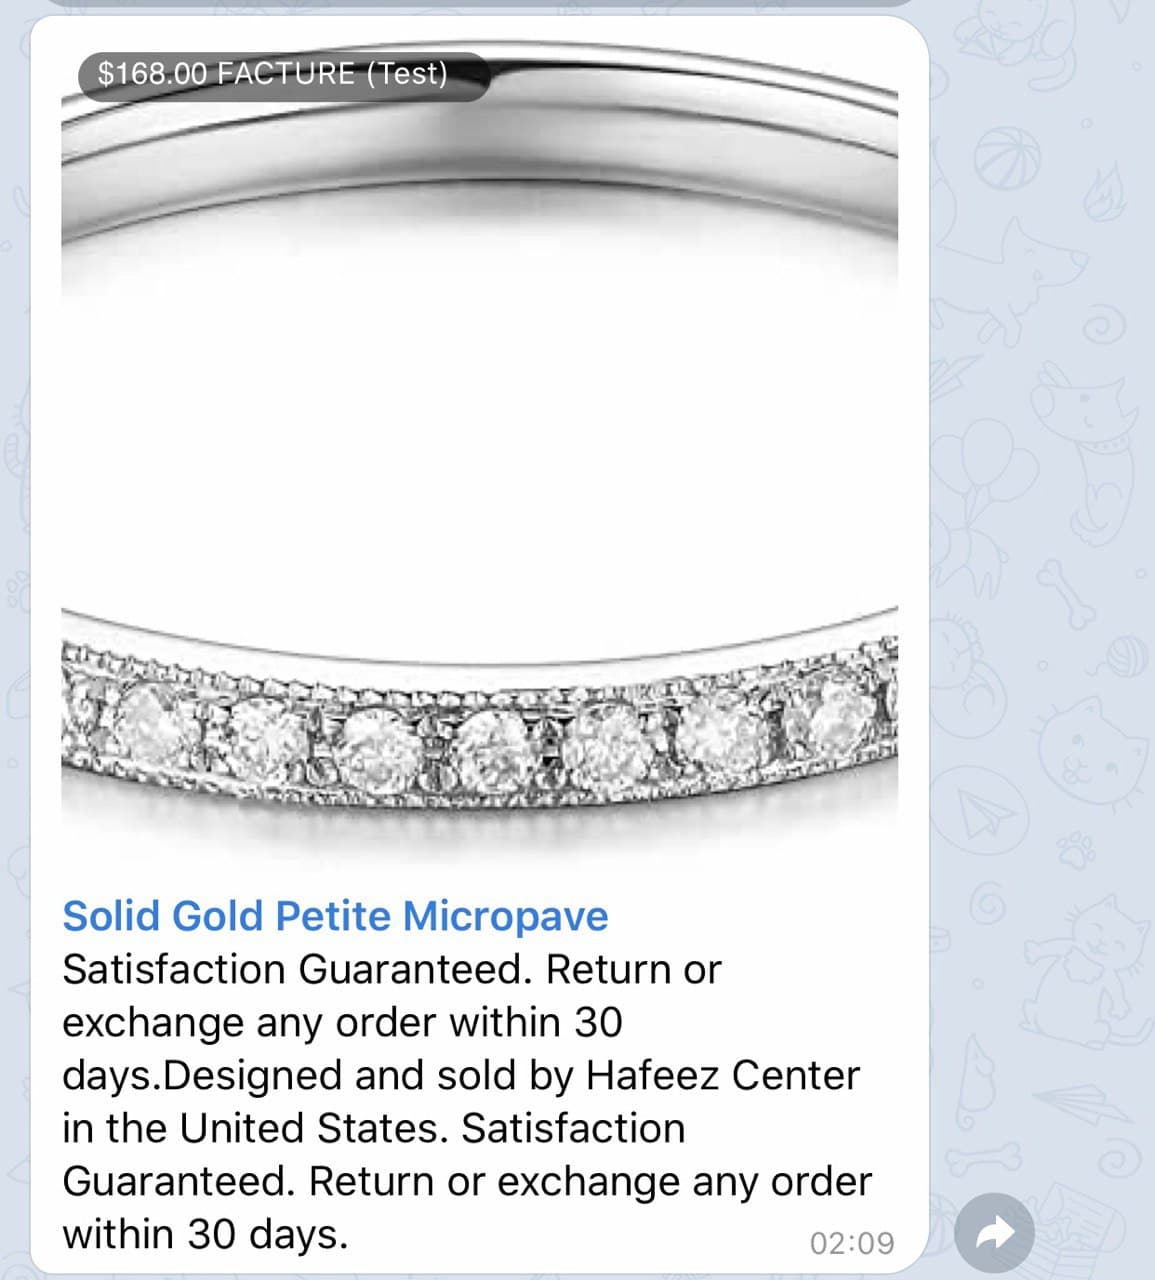 $168.00 FACTURE (Test)
Solid Gold Petite Micropave
Satisfaction Guaranteed. Return or
exchange any order within 30
days.Designed and sold by Hafeez Center
in the United States. Satisfaction
Guaranteed. Return or exchange any order
within 30 days.
02:09